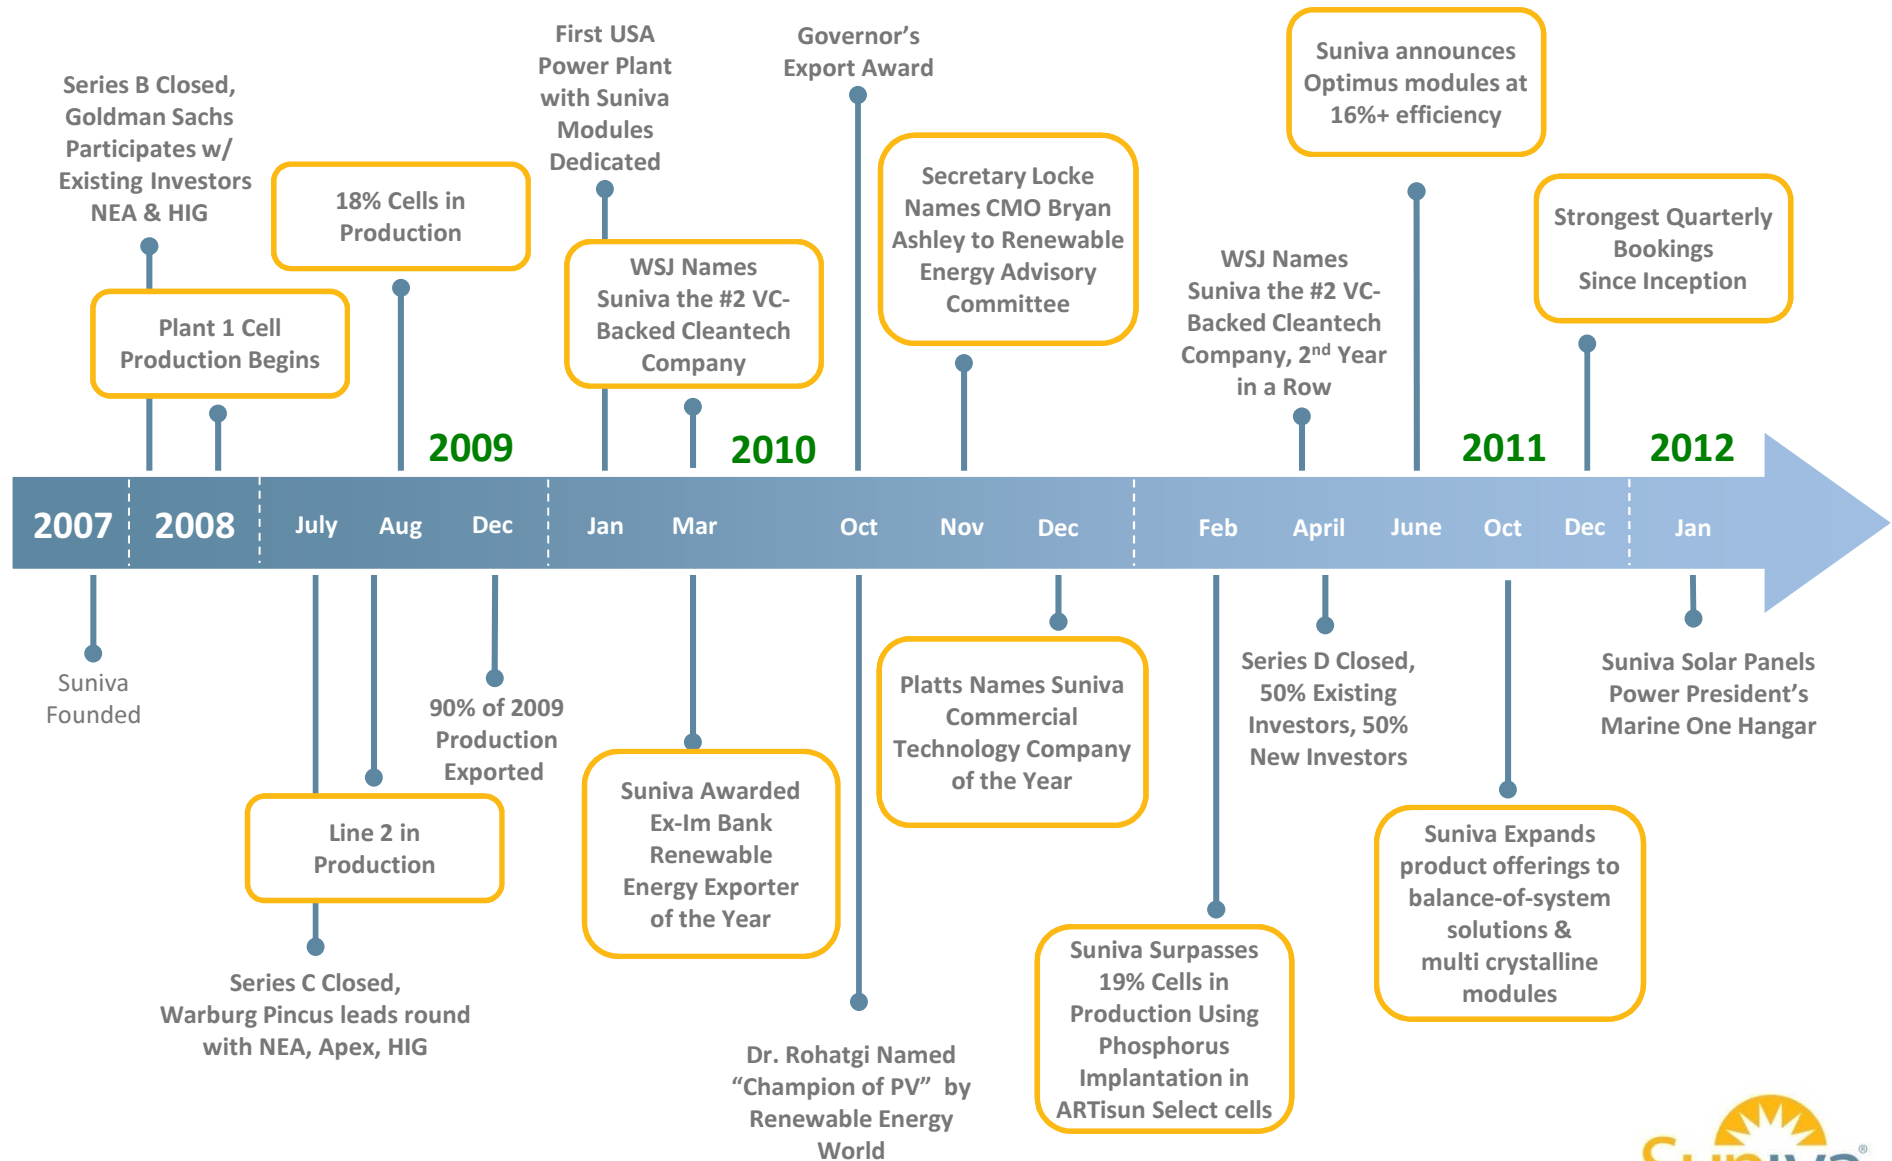 Series B Closed,
Goldman Sachs
Participates w/
Existing Investors
NEA & HIG
Plant 1 Cell
Production Begins
18% Cells in
Production
First USA
Power Plant
with Suniva
Modules
Dedicated
WSJ Names
Suniva the #2 VC-
Backed Cleantech
Company
Governor's
Export Award
Secretary Locke
Names CMO Bryan
Ashley to Renewable
Energy Advisory
Committee
WSJ Names
Suniva the #2 VC-
Backed Cleantech
Company, 2nd Year
in a Row
Suniva announces
Optimus modules at
16%+ efficiency
Strongest Quarterly
Bookings
Since Inception
2009
2010
2011
2012
2007
2008
July
Aug
Dec
Jan
Mar
Oct
Nov
Dec
Feb
April
June
Oct
Dec
Jan
Suniva
Founded
Series C Closed,
Warburg Pincus leads round
with NEA, Apex, HIG
Line 2 in
Production
90% of 2009
Production
Exported
Suniva Awarded
Ex-Im Bank
Renewable
Energy Exporter
of the Year
Dr. Rohatgi Named
“Champion of PV”  by
Renewable Energy
World
Platts Names Suniva
Commercial
Technology Company
of the Year
Suniva Surpasses
19% Cells in
Production Using
Phosphorus
Implantation in
ARTisun Select cells
Series D Closed,
50% Existing
Investors, 50%
New Investors
Suniva Expands
product offerings to
balance-of-system
solutions &
multi crystalline
modules
Suniva Solar Panels
Power President's
Marine One Hangar
Suniva®